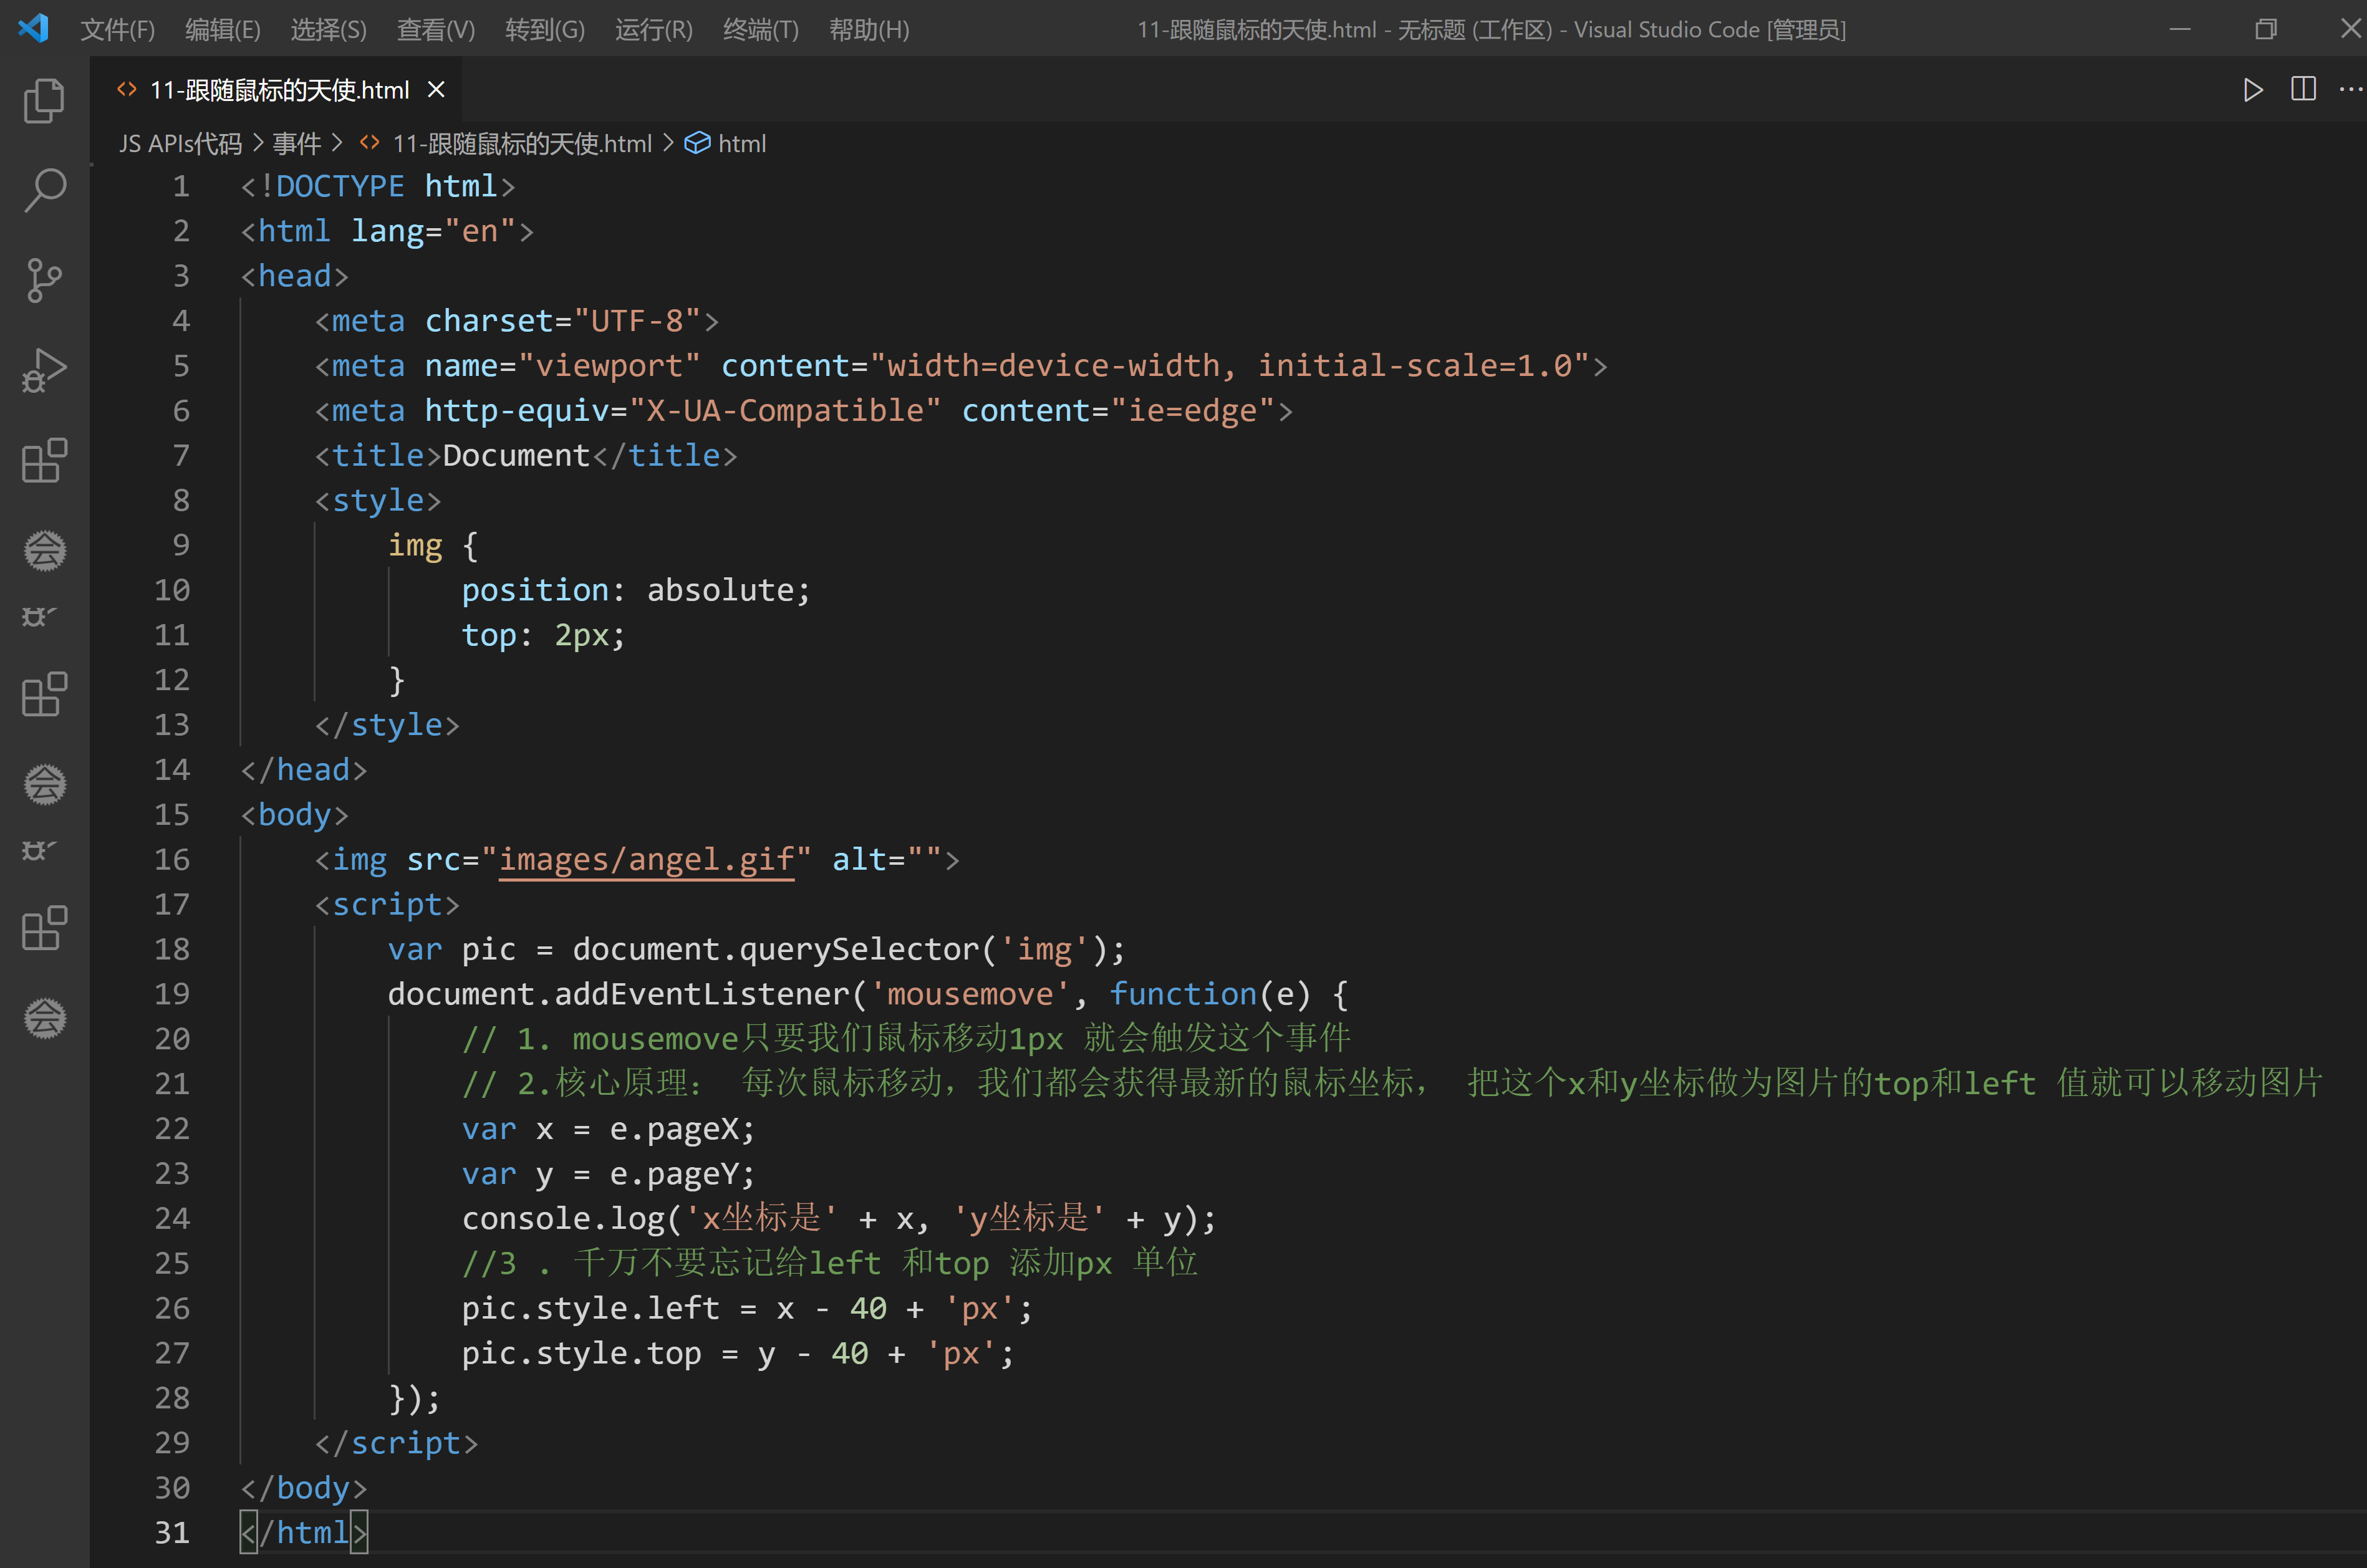 文件(F) 编辑(E) 选择(S) 查看(V) 转到(G) 运行(R) 终端(T) 帮助(H) 11-跟随鼠标的天使.html - 无标题 (工作区) - Visual Studio Code [管理员]
11-跟随鼠标的天使.html
JS APIs代码 > 事件 > 11-跟随鼠标的天使.html > html
1 <!DOCTYPE html>
2 <html lang="en">
3 <head>
4     <meta charset="UTF-8">
5     <meta name="viewport" content="width=device-width, initial-scale=1.0">
6     <meta http-equiv="X-UA-Compatible" content="ie=edge">
7     <title>Document</title>
8     <style>
9         img {
10             position: absolute;
11             top: 2px;
12         }
13     </style>
14 </head>
15 <body>
16     <img src="images/angel.gif" alt="">
17     <script>
18         var pic = document.querySelector('img');
19         document.addEventListener('mousemove', function(e) {
20             // 1. mousemove只要我们鼠标移动1px 就会触发这个事件
21             // 2.核心原理： 每次鼠标移动，我们都会获得最新的鼠标坐标， 把这个x和y坐标做为图片的top和left 值就可以移动图片
22             var x = e.pageX;
23             var y = e.pageY;
24             console.log('x坐标是' + x, 'y坐标是' + y);
25             //3 . 千万不要忘记给left 和top 添加px 单位
26             pic.style.left = x - 40 + 'px';
27             pic.style.top = y - 40 + 'px';
28         });
29     </script>
30 </body>
31 </html>